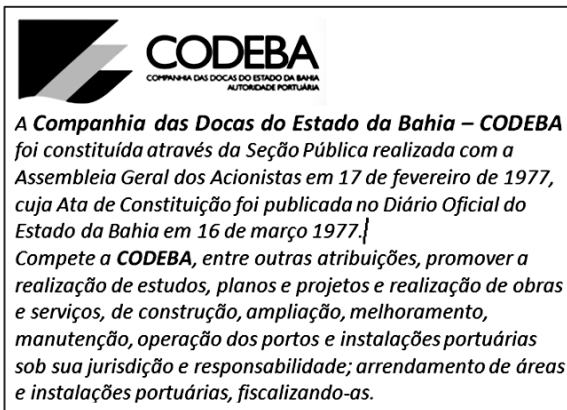 CODEBA
COMPANHIA DAS DOCAS DO ESTADO DA BAHIA
AUTORIDADE PORTUÁRIA
A Companhia das Docas do Estado da Bahia – CODEBA
foi constituída através da Seção Pública realizada com a
Assembleia Geral dos Acionistas em 17 de fevereiro de 1977,
cuja Ata de Constituição foi publicada no Diário Oficial do
Estado da Bahia em 16 de março 1977.
Compete a CODEBA, entre outras atribuições, promover a
realização de estudos, planos e projetos e realização de obras
e serviços, de construção, ampliação, melhoramento,
manutenção, operação dos portos e instalações portuárias
sob sua jurisdição e responsabilidade; arrendamento de áreas
e instalações portuárias, fiscalizando-as.